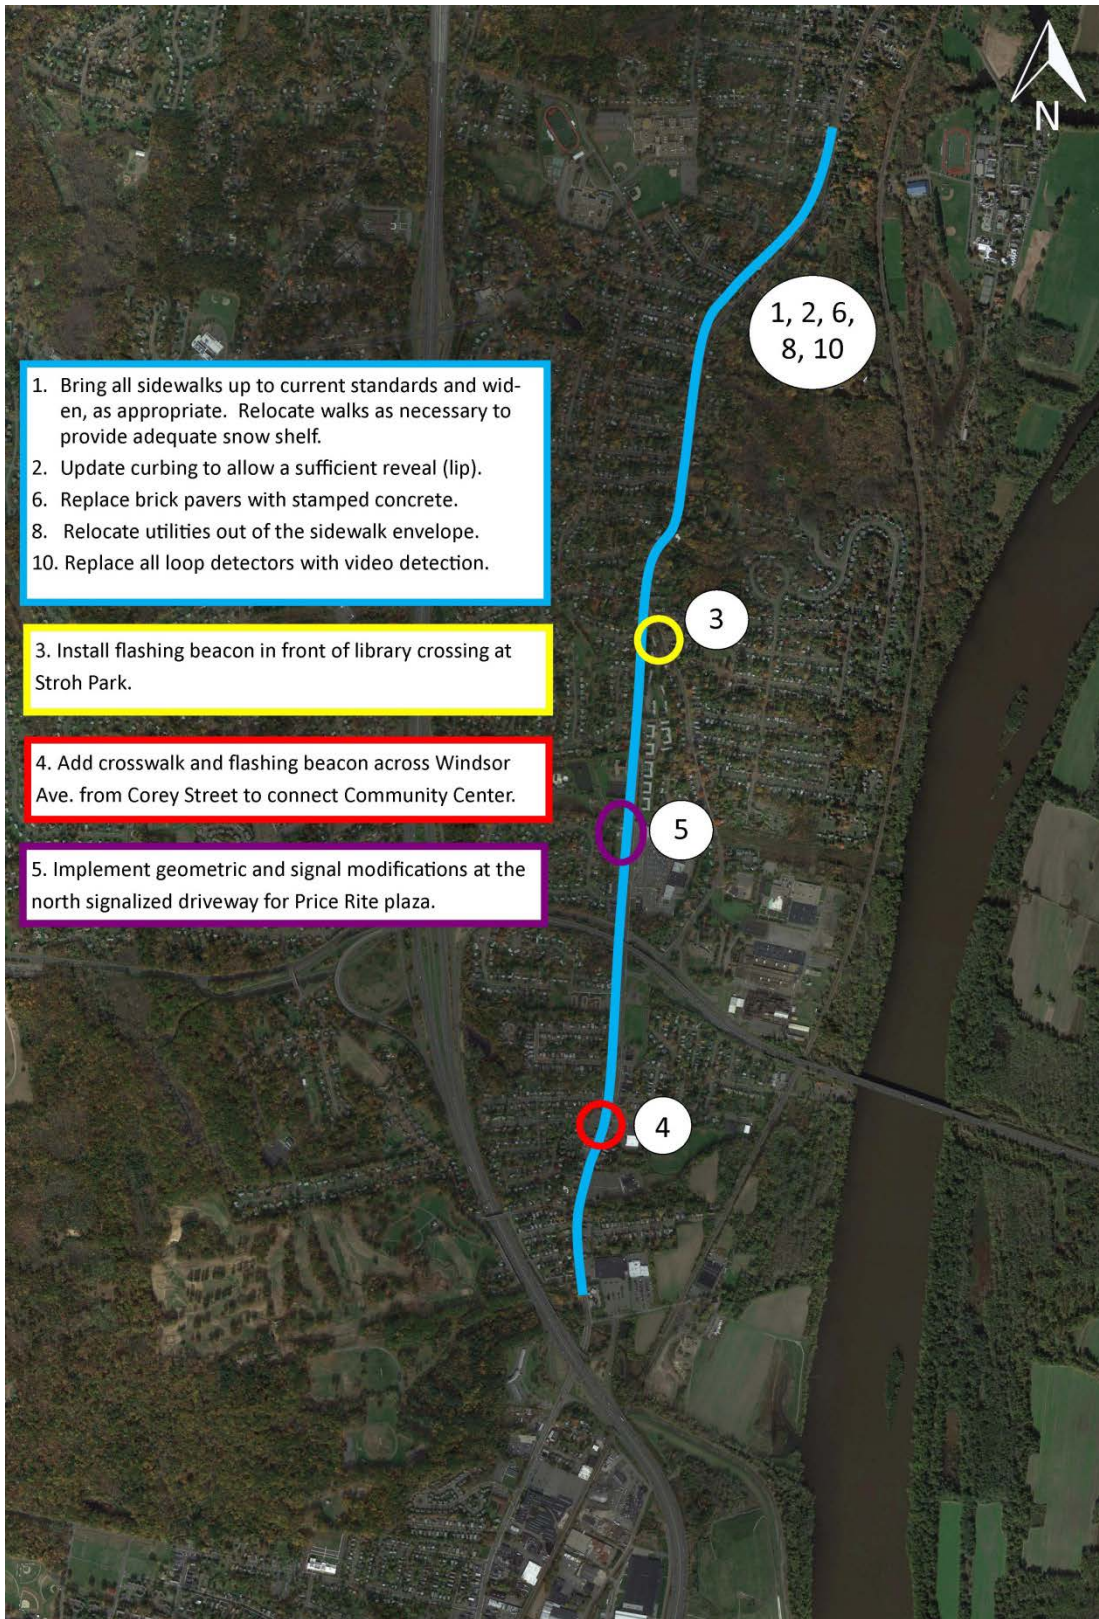 N
1, 2, 6,
8, 10
1. Bring all sidewalks up to current standards and wid-
en, as appropriate. Relocate walks as necessary to
provide adequate snow shelf.
2. Update curbing to allow a sufficient reveal (lip).
6. Replace brick pavers with stamped concrete.
8. Relocate utilities out of the sidewalk envelope.
10. Replace all loop detectors with video detection.
3
3. Install flashing beacon in front of library crossing at
Stroh Park.
4. Add crosswalk and flashing beacon across Windsor
Ave. from Corey Street to connect Community Center.
5
5. Implement geometric and signal modifications at the
north signalized driveway for Price Rite plaza.
4